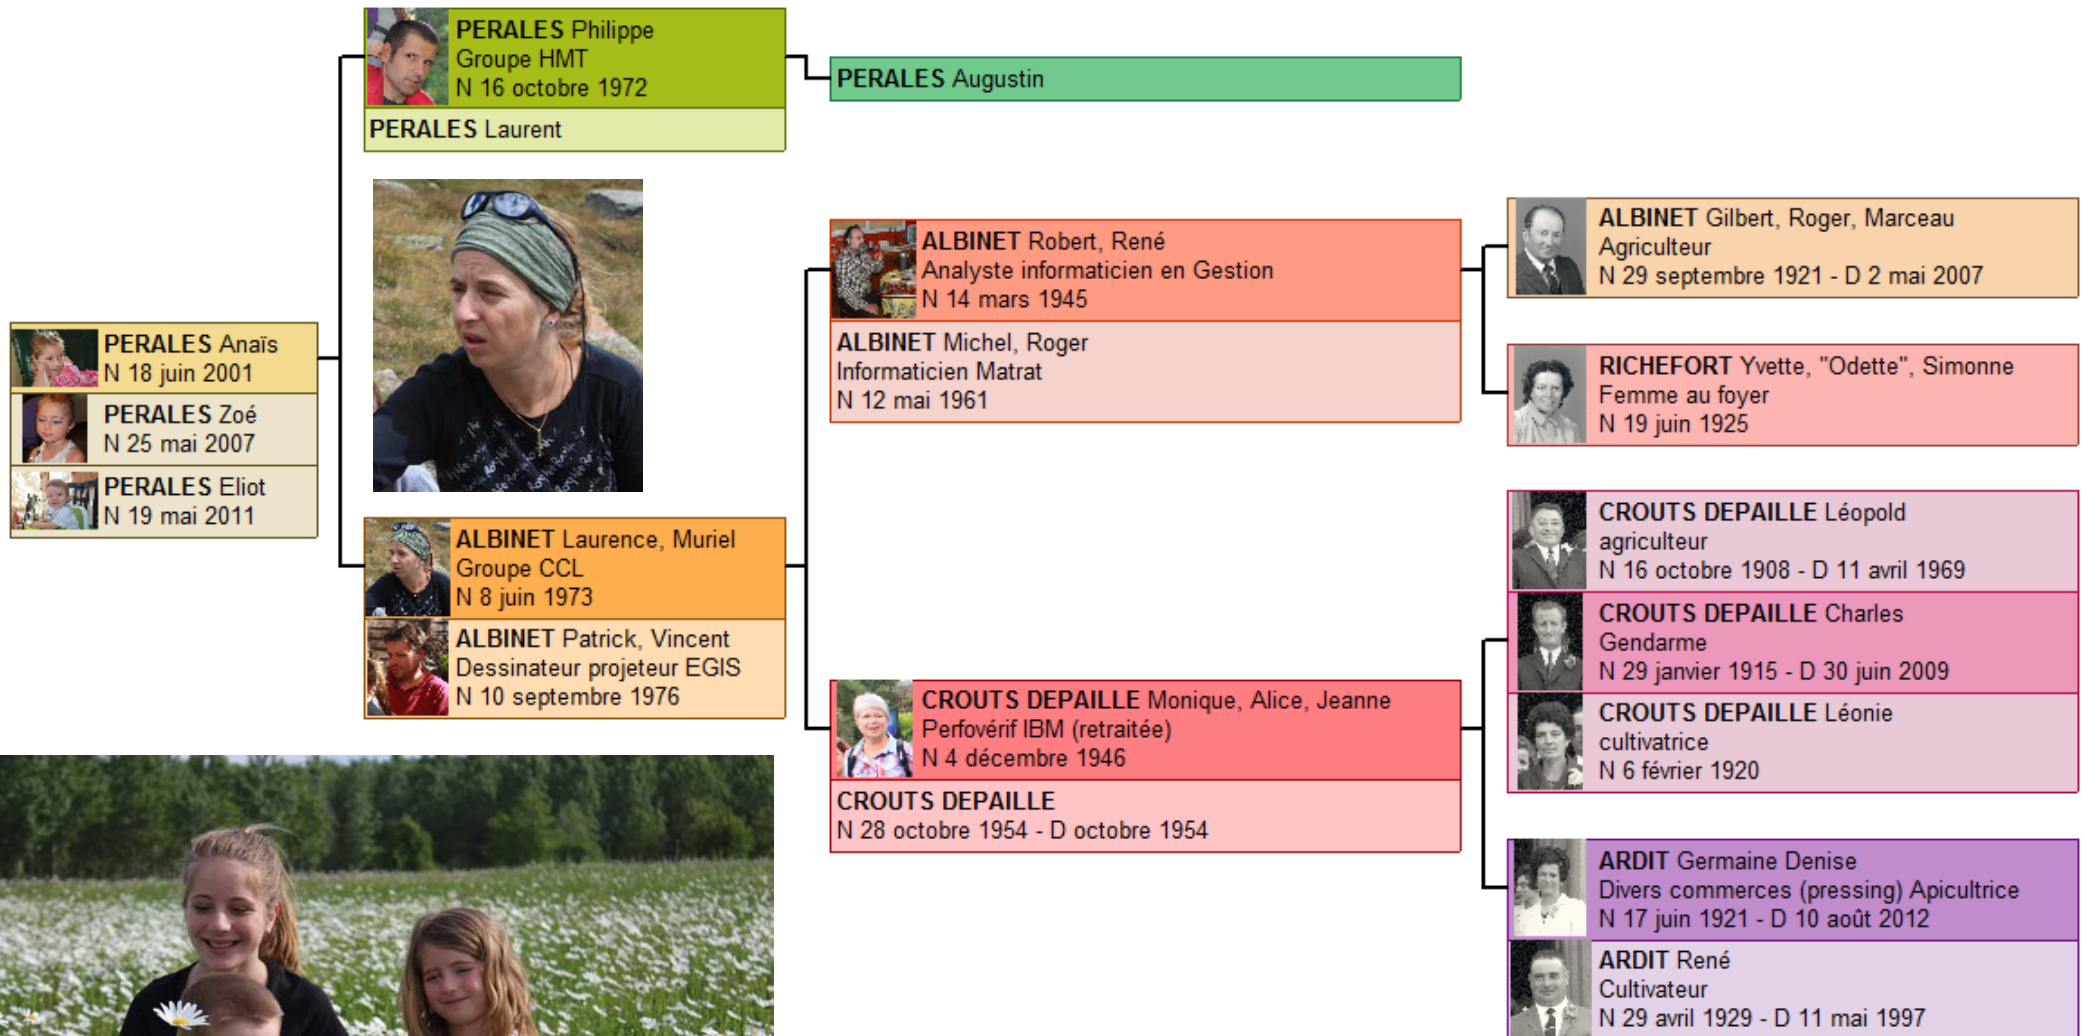 PERALES Philippe
Groupe HMT
N 16 octobre 1972
PERALES Laurent
PERALES Augustin
PERALES Anaïs
N 18 juin 2001
PERALES Zoé
N 25 mai 2007
PERALES Eliot
N 19 mai 2011
ALBINET Laurence, Muriel
Groupe CCL
N 8 juin 1973
ALBINET Patrick, Vincent
Dessinateur projeteur EGIS
N 10 septembre 1976
ALBINET Robert, René
Analyste informaticien en Gestion
N 14 mars 1945
ALBINET Michel, Roger
Informaticien Matrat
N 12 mai 1961
CROUTS DEPAILLE Monique, Alice, Jeanne
Perfovérif IBM (retraitée)
N 4 décembre 1946
CROUTS DEPAILLE
N 28 octobre 1954 - D octobre 1954
ALBINET Gilbert, Roger, Marceau
Agriculteur
N 29 septembre 1921 - D 2 mai 2007
RICHEFORT Yvette, "Odette", Simonne
Femme au foyer
N 19 juin 1925
CROUTS DEPAILLE Léopold
agriculteur
N 16 octobre 1908 - D 11 avril 1969
CROUTS DEPAILLE Charles
Gendarme
N 29 janvier 1915 - D 30 juin 2009
CROUTS DEPAILLE Léonie
cultivatrice
N 6 février 1920
ARDIT Germaine Denise
Divers commerces (pressing) Apicultrice
N 17 juin 1921 - D 10 août 2012
ARDIT René
Cultivateur
N 29 avril 1929 - D 11 mai 1997